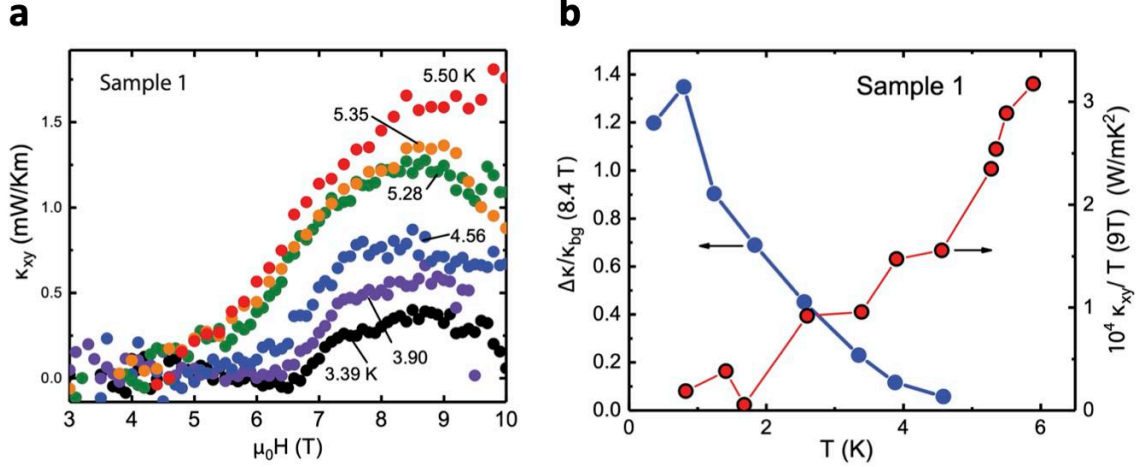 a
Sample 1
5.50 K
5.35
5.28
4.56
3.90
3.39 K
1.5
1.0
0.5
0.0
κxy (mW/Km)
3 4 5 6 7 8 9 10
μ0H (T)
b
Sample 1
1.4
1.2
1.0
0.8
0.6
0.4
0.2
0.0
Δκ/κbg (8.4 T)
3
2
1
0
10⁴ κxy/ T (9T) (W/mK²)
0 2 4 6
T (K)